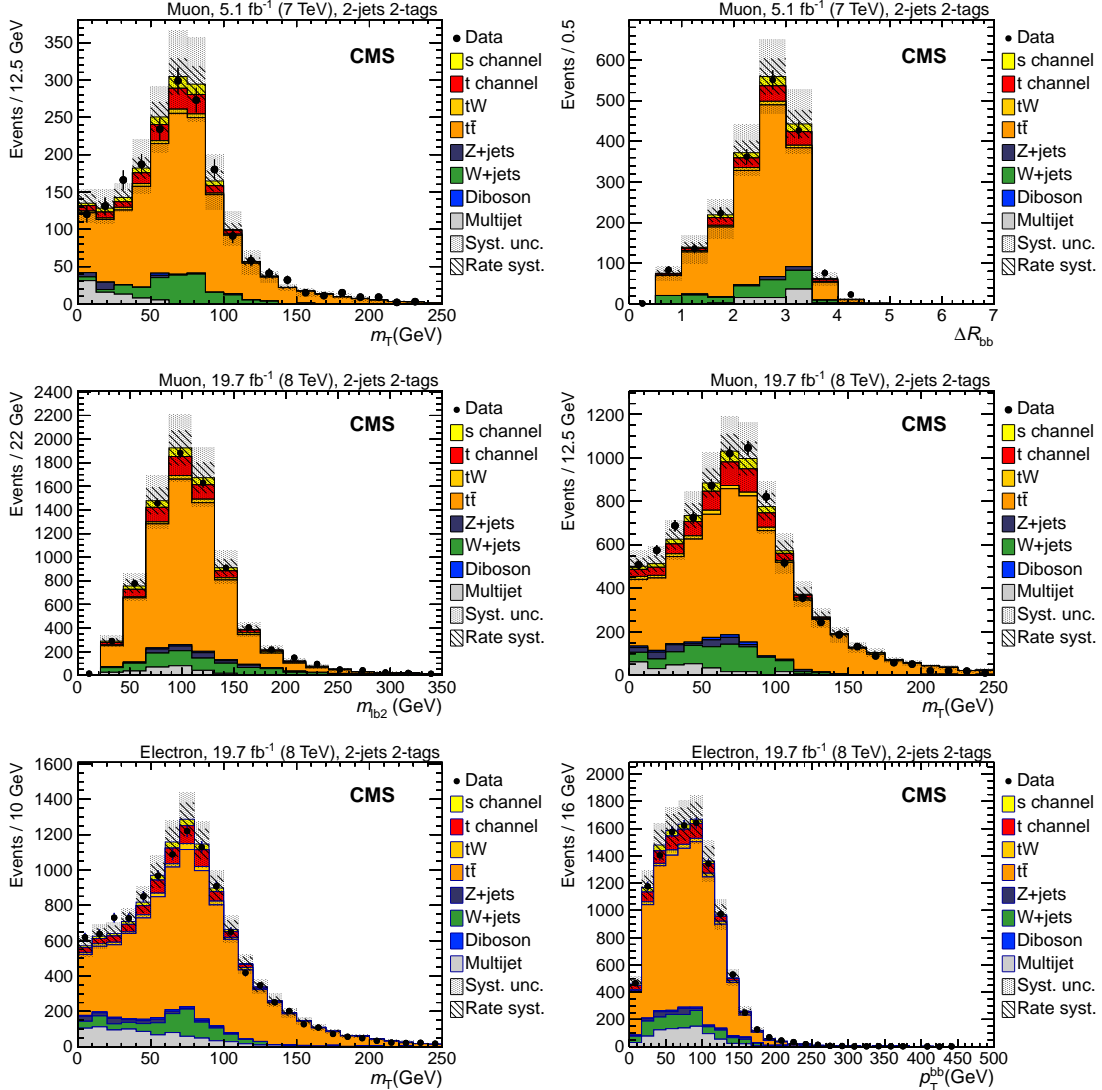 Muon, 5.1 fb⁻¹ (7 TeV), 2-jets 2-tags
Events / 12.5 GeV
350
300
250
200
150
100
50
0
CMS
Data
s channel
t channel
tW
tt̄
Z+jets
W+jets
Diboson
Multijet
Syst. unc.
Rate syst.
0 50 100 150 200 250
m_T(GeV)
Muon, 5.1 fb⁻¹ (7 TeV), 2-jets 2-tags
Events / 0.5
600
500
400
300
200
100
0
CMS
Data
s channel
t channel
tW
tt̄
Z+jets
W+jets
Diboson
Multijet
Syst. unc.
Rate syst.
1 2 3 4 5 6 7
ΔR_bb
Muon, 19.7 fb⁻¹ (8 TeV), 2-jets 2-tags
Events / 22 GeV
2400
2200
2000
1800
1600
1400
1200
1000
800
600
400
200
0
CMS
Data
s channel
t channel
tW
tt̄
Z+jets
W+jets
Diboson
Multijet
Syst. unc.
Rate syst.
0 50 100 150 200 250 300 350
m_lb2 (GeV)
Muon, 19.7 fb⁻¹ (8 TeV), 2-jets 2-tags
Events / 12.5 GeV
1200
1000
800
600
400
200
0
CMS
Data
s channel
t channel
tW
tt̄
Z+jets
W+jets
Diboson
Multijet
Syst. unc.
Rate syst.
0 50 100 150 200 250
m_T(GeV)
Electron, 19.7 fb⁻¹ (8 TeV), 2-jets 2-tags
Events / 10 GeV
1600
1400
1200
1000
800
600
400
200
0
CMS
Data
s channel
t channel
tW
tt̄
Z+jets
W+jets
Diboson
Multijet
Syst. unc.
Rate syst.
0 50 100 150 200 250
m_T(GeV)
Electron, 19.7 fb⁻¹ (8 TeV), 2-jets 2-tags
Events / 16 GeV
2000
1800
1600
1400
1200
1000
800
600
400
200
0
CMS
Data
s channel
t channel
tW
tt̄
Z+jets
W+jets
Diboson
Multijet
Syst. unc.
Rate syst.
0 50 100 150 200 250 300 350 400 450 500
p_T^bb(GeV)